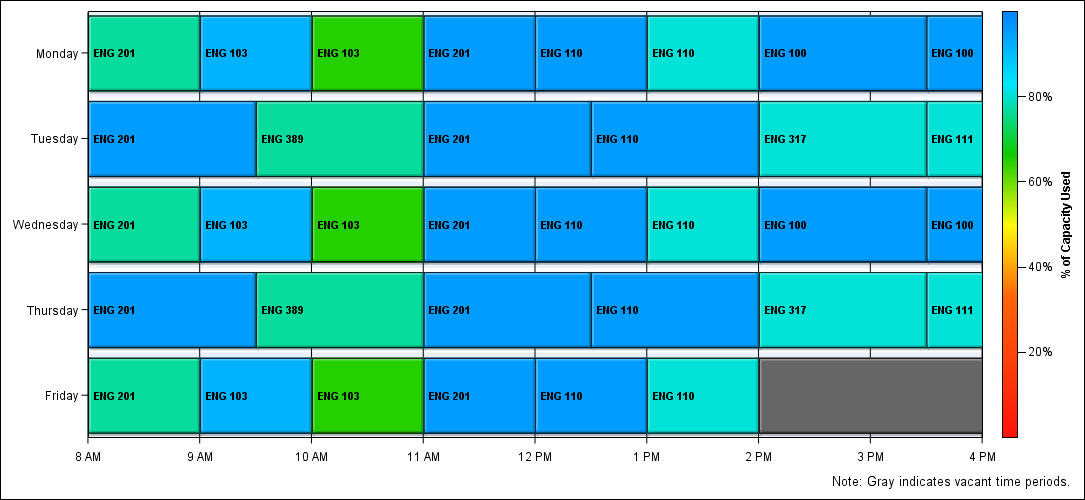 Monday
ENG 201 ENG 103 ENG 103 ENG 201 ENG 110 ENG 110 ENG 100 ENG 100
Tuesday
ENG 201 ENG 389 ENG 201 ENG 110 ENG 317 ENG 111
Wednesday
ENG 201 ENG 103 ENG 103 ENG 201 ENG 110 ENG 110 ENG 100 ENG 100
Thursday
ENG 201 ENG 389 ENG 201 ENG 110 ENG 317 ENG 111
Friday
ENG 201 ENG 103 ENG 103 ENG 201 ENG 110 ENG 110
8 AM 9 AM 10 AM 11 AM 12 PM 1 PM 2 PM 3 PM 4 PM
80%
60%
40%
20%
% of Capacity Used
Note: Gray indicates vacant time periods.